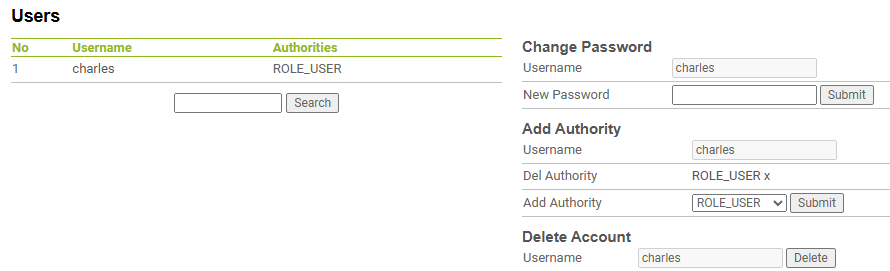 Users
No Username Authorities
1 charles ROLE_USER
Search
Change Password
Username charles
New Password Submit
Add Authority
Username charles
Del Authority ROLE_USER x
Add Authority ROLE_USER Submit
Delete Account
Username charles Delete